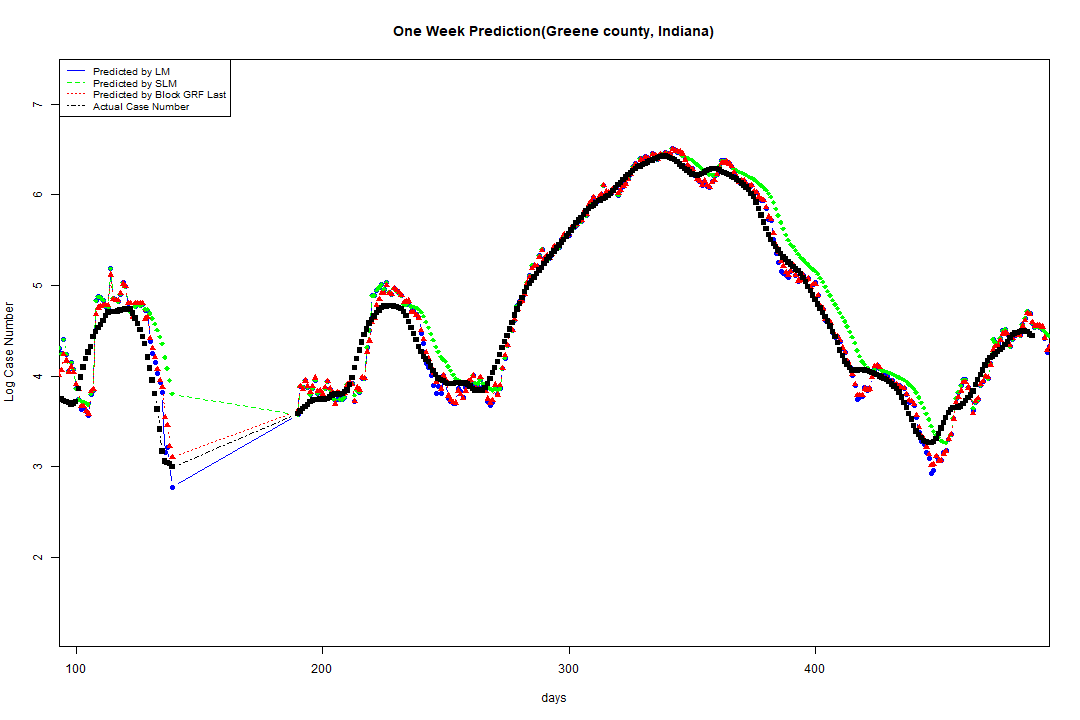 One Week Prediction(Greene county, Indiana)
Predicted by LM
Predicted by SLM
Predicted by Block GRF Last
Actual Case Number
7
6
5
4
3
2
Log Case Number
100 200 300 400
days